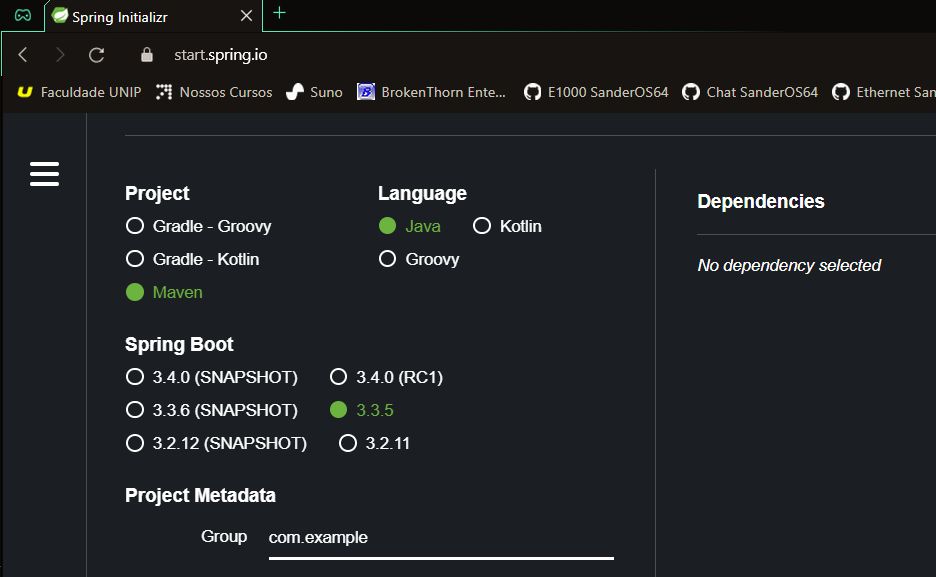 Spring Initializr
start.spring.io
Faculdade UNIP Nossos Cursos Suno BrokenThorn Ente... E1000 SanderOS64 Chat SanderOS64 Ethernet San
Project
Gradle - Groovy
Gradle - Kotlin
Maven
Language
Java Kotlin
Groovy
Spring Boot
3.4.0 (SNAPSHOT) 3.4.0 (RC1)
3.3.6 (SNAPSHOT) 3.3.5
3.2.12 (SNAPSHOT) 3.2.11
Project Metadata
Group com.example
Dependencies
No dependency selected